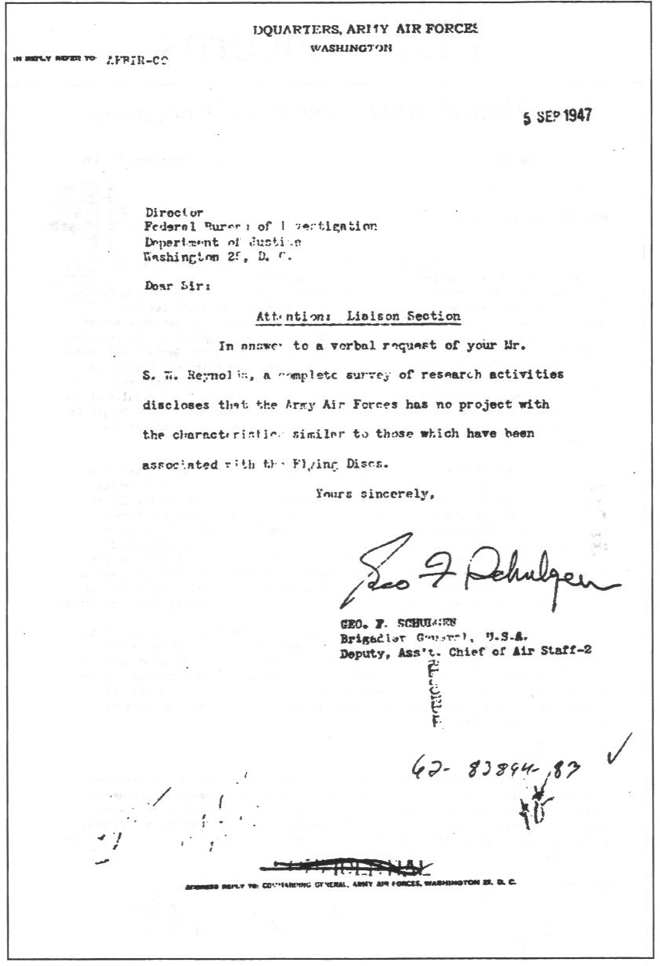 DQUARTERS, ARMY AIR FORCES
WASHINGTON
IN REPLY REFER TO AFBIR-CO
5 SEP 1947
Director
Federal Bureau of Investigation
Department of Justice
Washington 25, D. C.
Dear Sir:
Attention: Liaison Section
In answer to a verbal request of your Mr.
S. W. Reynolds, a complete survey of research activities
discloses that the Army Air Forces has no project with
the characteristics similar to those which have been
associated with the Flying Discs.
Yours sincerely,
Geo F Schulgen
GEO. F. SCHULGEN
Brigadier General, U.S.A.
Deputy, Ass't. Chief of Air Staff-2
62-83894-83
ADDRESS REPLY TO: COMMANDING GENERAL, ARMY AIR FORCES, WASHINGTON 25, D. C.